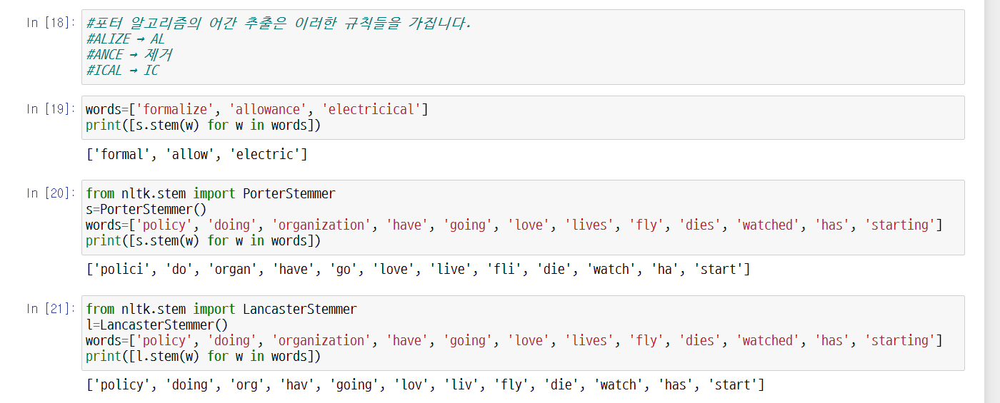 In [18]: #포터 알고리즘의 어간 추출은 이러한 규칙들을 가집니다.
#ALIZE → AL
#ANCE → 제거
#ICAL → IC
In [19]: words=['formalize', 'allowance', 'electricical']
print([s.stem(w) for w in words])
['formal', 'allow', 'electric']
In [20]: from nltk.stem import PorterStemmer
s=PorterStemmer()
words=['policy', 'doing', 'organization', 'have', 'going', 'love', 'lives', 'fly', 'dies', 'watched', 'has', 'starting']
print([s.stem(w) for w in words])
['polici', 'do', 'organ', 'have', 'go', 'love', 'live', 'fli', 'die', 'watch', 'ha', 'start']
In [21]: from nltk.stem import LancasterStemmer
l=LancasterStemmer()
words=['policy', 'doing', 'organization', 'have', 'going', 'love', 'lives', 'fly', 'dies', 'watched', 'has', 'starting']
print([l.stem(w) for w in words])
['policy', 'doing', 'org', 'hav', 'going', 'lov', 'liv', 'fly', 'die', 'watch', 'has', 'start']